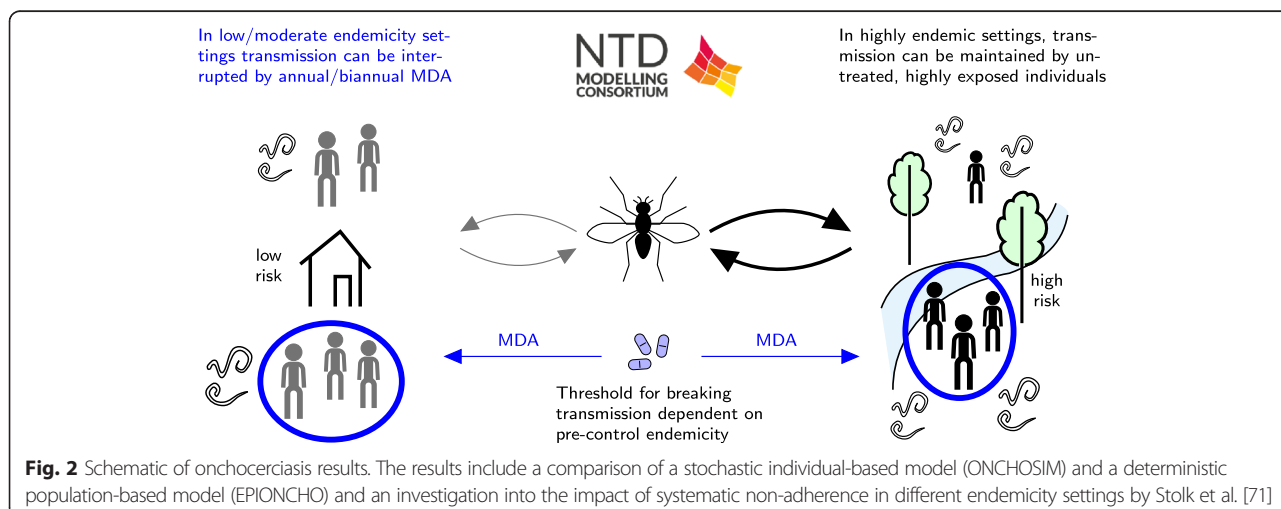 In low/moderate endemicity set-
tings transmission can be inter-
rupted by annual/biannual MDA
NTD
MODELLING
CONSORTIUM
In highly endemic settings, trans-
mission can be maintained by un-
treated, highly exposed individuals
low
risk
high
risk
MDA
MDA
Threshold for breaking
transmission dependent on
pre-control endemicity
Fig. 2 Schematic of onchocerciasis results. The results include a comparison of a stochastic individual-based model (ONCHOSIM) and a deterministic
population-based model (EPIONCHO) and an investigation into the impact of systematic non-adherence in different endemicity settings by Stolk et al. [71]